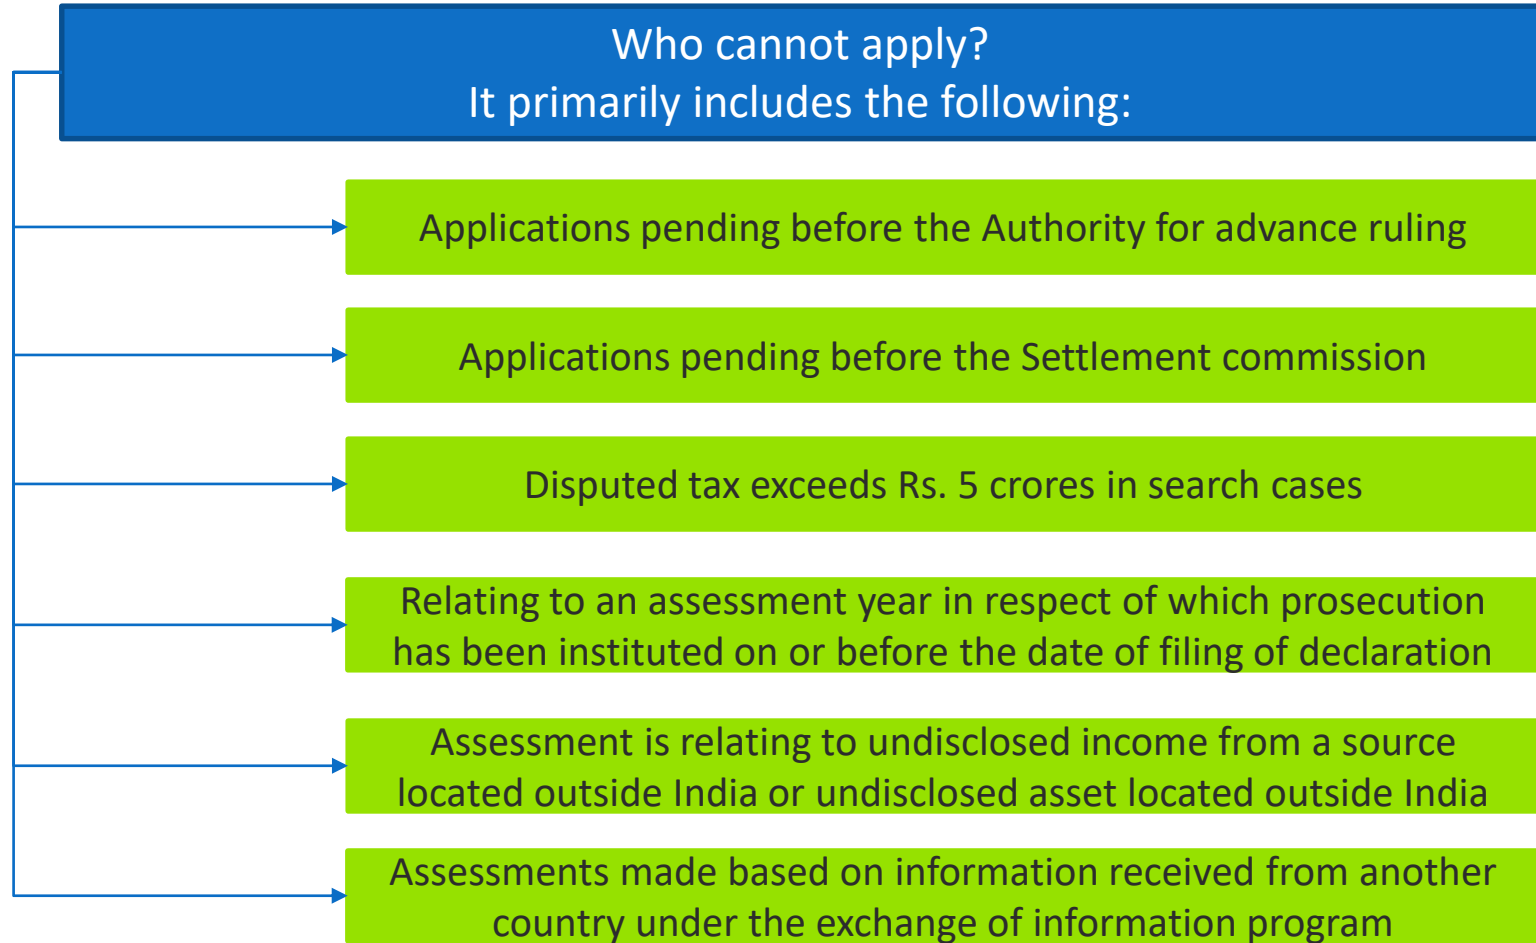 Who cannot apply?
It primarily includes the following:
Applications pending before the Authority for advance ruling
Applications pending before the Settlement commission
Disputed tax exceeds Rs. 5 crores in search cases
Relating to an assessment year in respect of which prosecution
has been instituted on or before the date of filing of declaration
Assessment is relating to undisclosed income from a source
located outside India or undisclosed asset located outside India
Assessments made based on information received from another
country under the exchange of information program